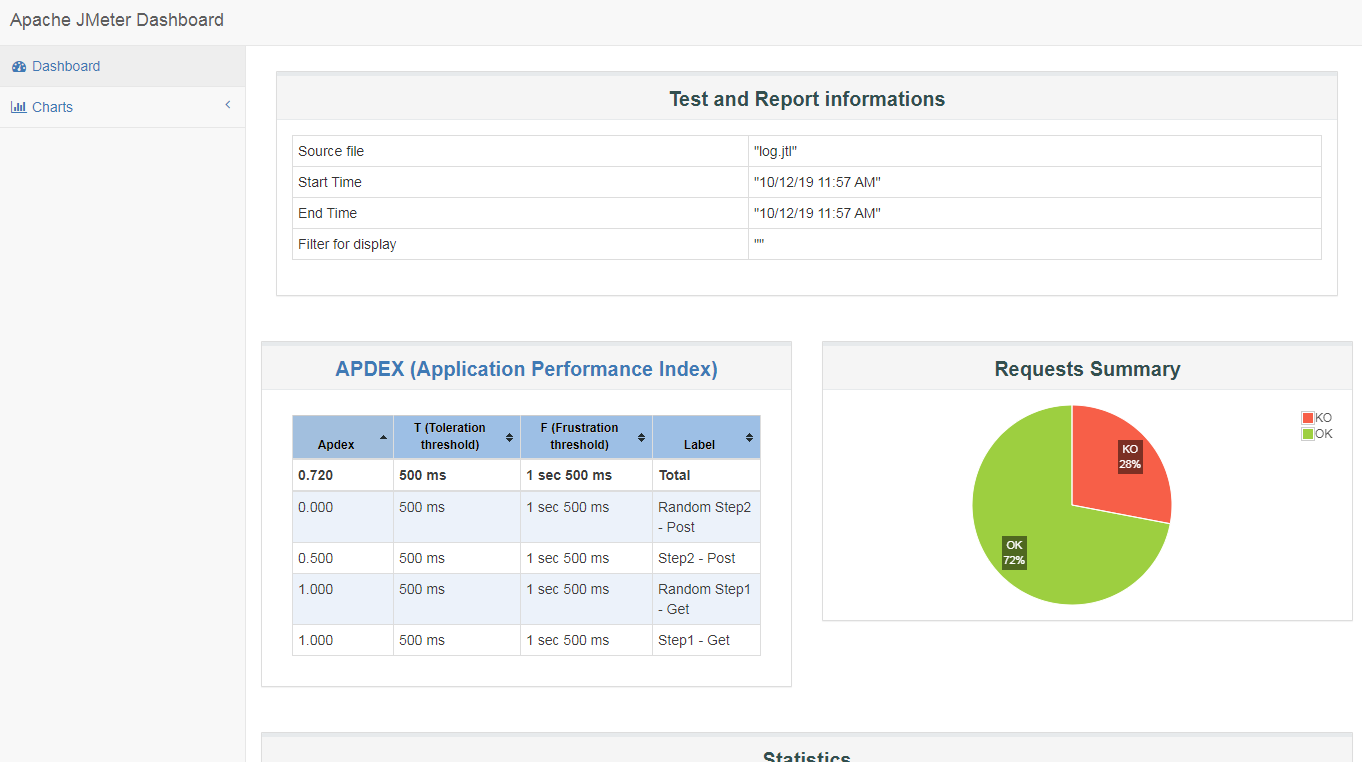 Apache JMeter Dashboard
Dashboard
Charts
Test and Report informations
Source file "log.jtl"
Start Time "10/12/19 11:57 AM"
End Time "10/12/19 11:57 AM"
Filter for display ""
APDEX (Application Performance Index)
Apdex T (Toleration threshold) F (Frustration threshold) Label
0.720 500 ms 1 sec 500 ms Total
0.000 500 ms 1 sec 500 ms Random Step2 - Post
0.500 500 ms 1 sec 500 ms Step2 - Post
1.000 500 ms 1 sec 500 ms Random Step1 - Get
1.000 500 ms 1 sec 500 ms Step1 - Get
Requests Summary
KO
OK
KO
28%
OK
72%
Statistics